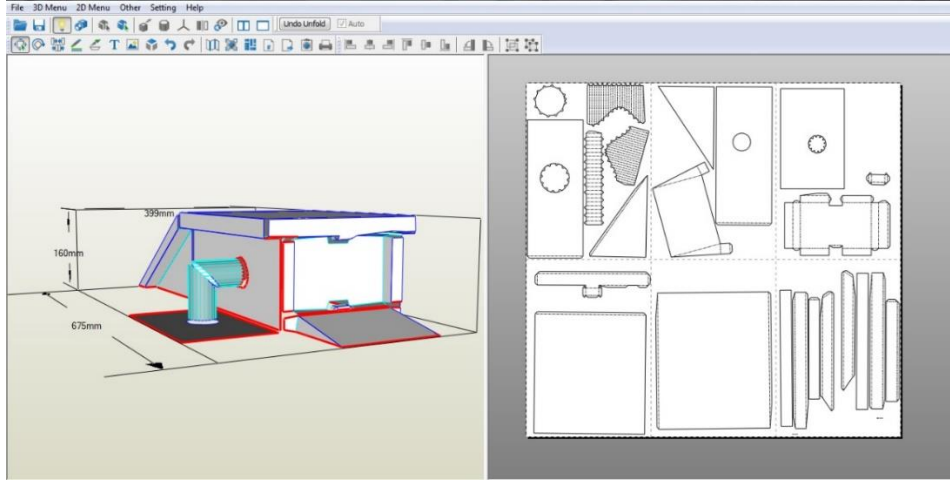 File 3D Menu 2D Menu Other Setting Help
Undo Unfold Auto
T
399mm
160mm
675mm